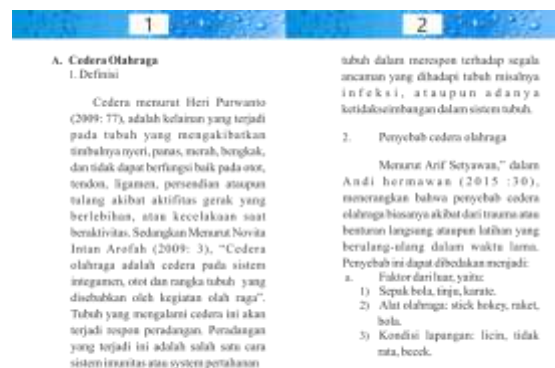 1
A. Cedera Olahraga
1. Definisi
Cedera menurut Heri Purwanto
(2009: 77), adalah kelainan yang terjadi
pada tubuh yang mengakibatkan
timbulnya nyeri, panas, merah, bengkak,
dan tidak dapat berfungsi baik pada otot,
tendon, ligamen, persendian ataupun
tulang akibat aktifitas gerak yang
berlebihan, atau kecelakaan saat
beraktivitas. Sedangkan Menurut Novita
Intan Arofah (2009: 3), “Cedera
olahraga adalah cedera pada sistem
integumen, otot dan rangka tubuh yang
disebabkan oleh kegiatan olah raga”.
Tubuh yang mengalami cedera ini akan
terjadi respon peradangan. Peradangan
yang terjadi ini adalah salah satu cara
sistem imunitas atau system pertahanan
2
tubuh dalam merespon terhadap segala
ancaman yang dihadapi tubuh misalnya
infeksi, ataupun adanya
ketidakseimbangan dalam sistem tubuh.
2. Penyebab cedera olahraga
Menurut Arif Setyawan,” dalam
Andi hermawan (2015 :30),
menerangkan bahwa penyebab cedera
olahraga biasanya akibat dari trauma atau
benturan langsung ataupun latihan yang
berulang-ulang dalam waktu lama.
Penyebab ini dapat dibedakan menjadi:
a. Faktor dari luar, yaitu:
1) Sepak bola, tinju, karate.
2) Alat olahraga: stick hokey, raket,
bola.
3) Kondisi lapangan: licin, tidak
rata, becek.